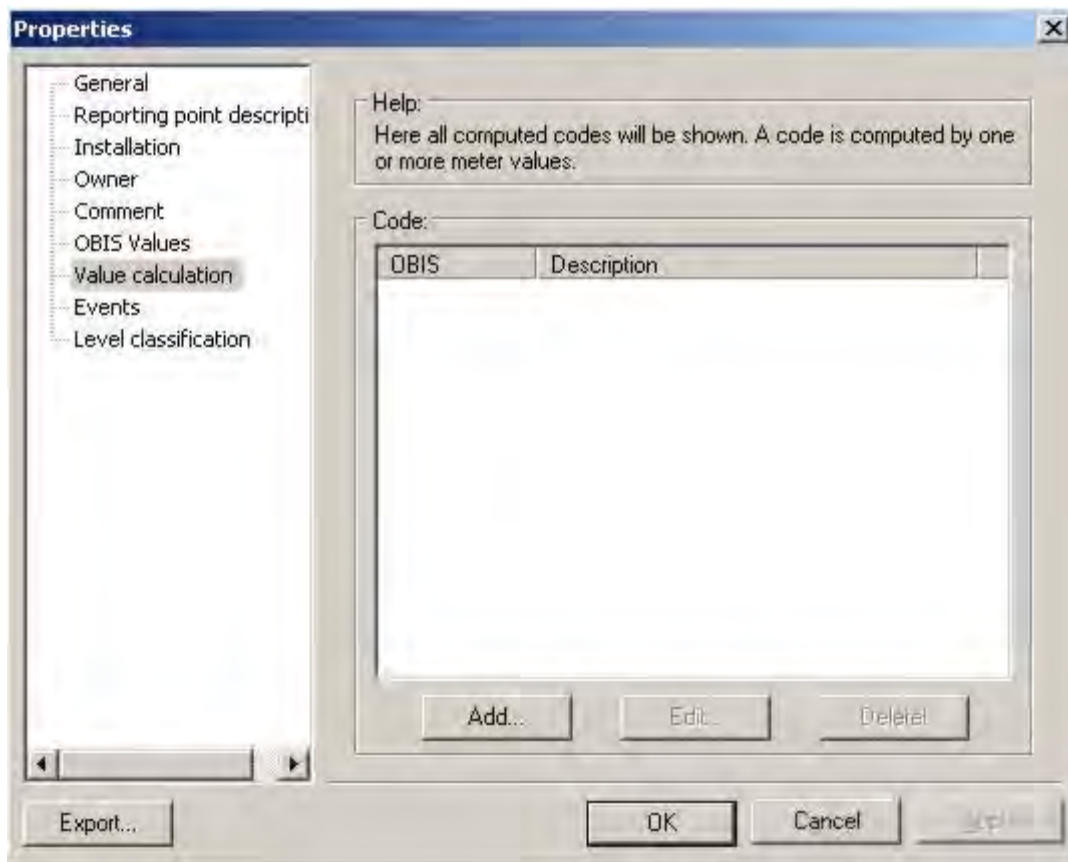 Properties
General
Reporting point descripti
Installation
Owner
Comment
OBIS Values
Value calculation
Events
Level classification
Help:
Here all computed codes will be shown. A code is computed by one
or more meter values.
Code:
OBIS Description
Add... Edit...
Export... OK Cancel